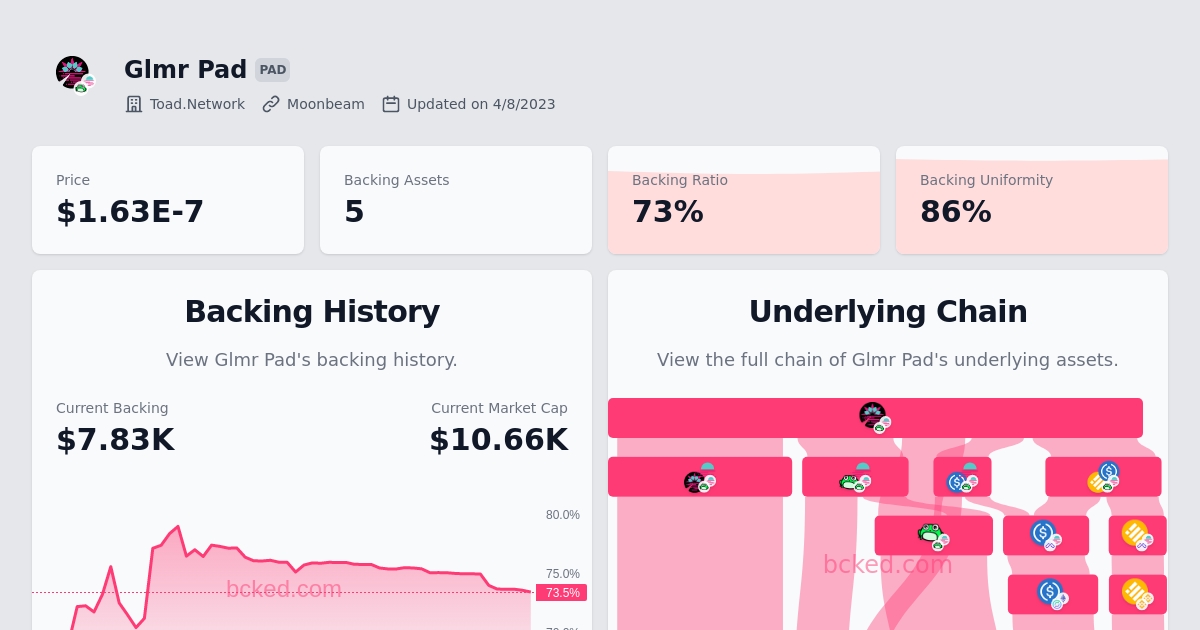 Glmr Pad PAD
Toad.Network Moonbeam Updated on 4/8/2023
Price
$1.63E-7
Backing Assets
5
Backing Ratio
73%
Backing Uniformity
86%
Backing History
View Glmr Pad's backing history.
Current Backing
$7.83K
Current Market Cap
$10.66K
80.0%
75.0%
73.5%
bcked.com
Underlying Chain
View the full chain of Glmr Pad's underlying assets.
bcked.com